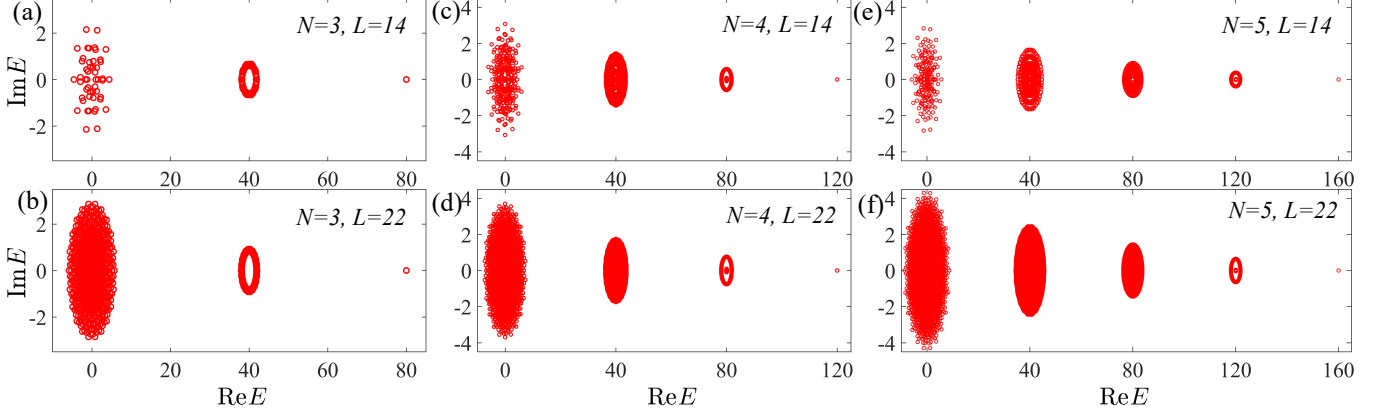 (a) N=3, L=14
2
0
-2
ImE
0 20 40 60 80
(c) N=4, L=14
4
2
0
-2
-4
0 40 80 120
(e) N=5, L=14
4
2
0
-2
-4
0 40 80 120 160
(b) N=3, L=22
2
0
-2
ImE
0 20 40 60 80
ReE
(d) N=4, L=22
4
2
0
-2
-4
0 40 80 120
ReE
(f) N=5, L=22
4
2
0
-2
-4
0 40 80 120 160
ReE